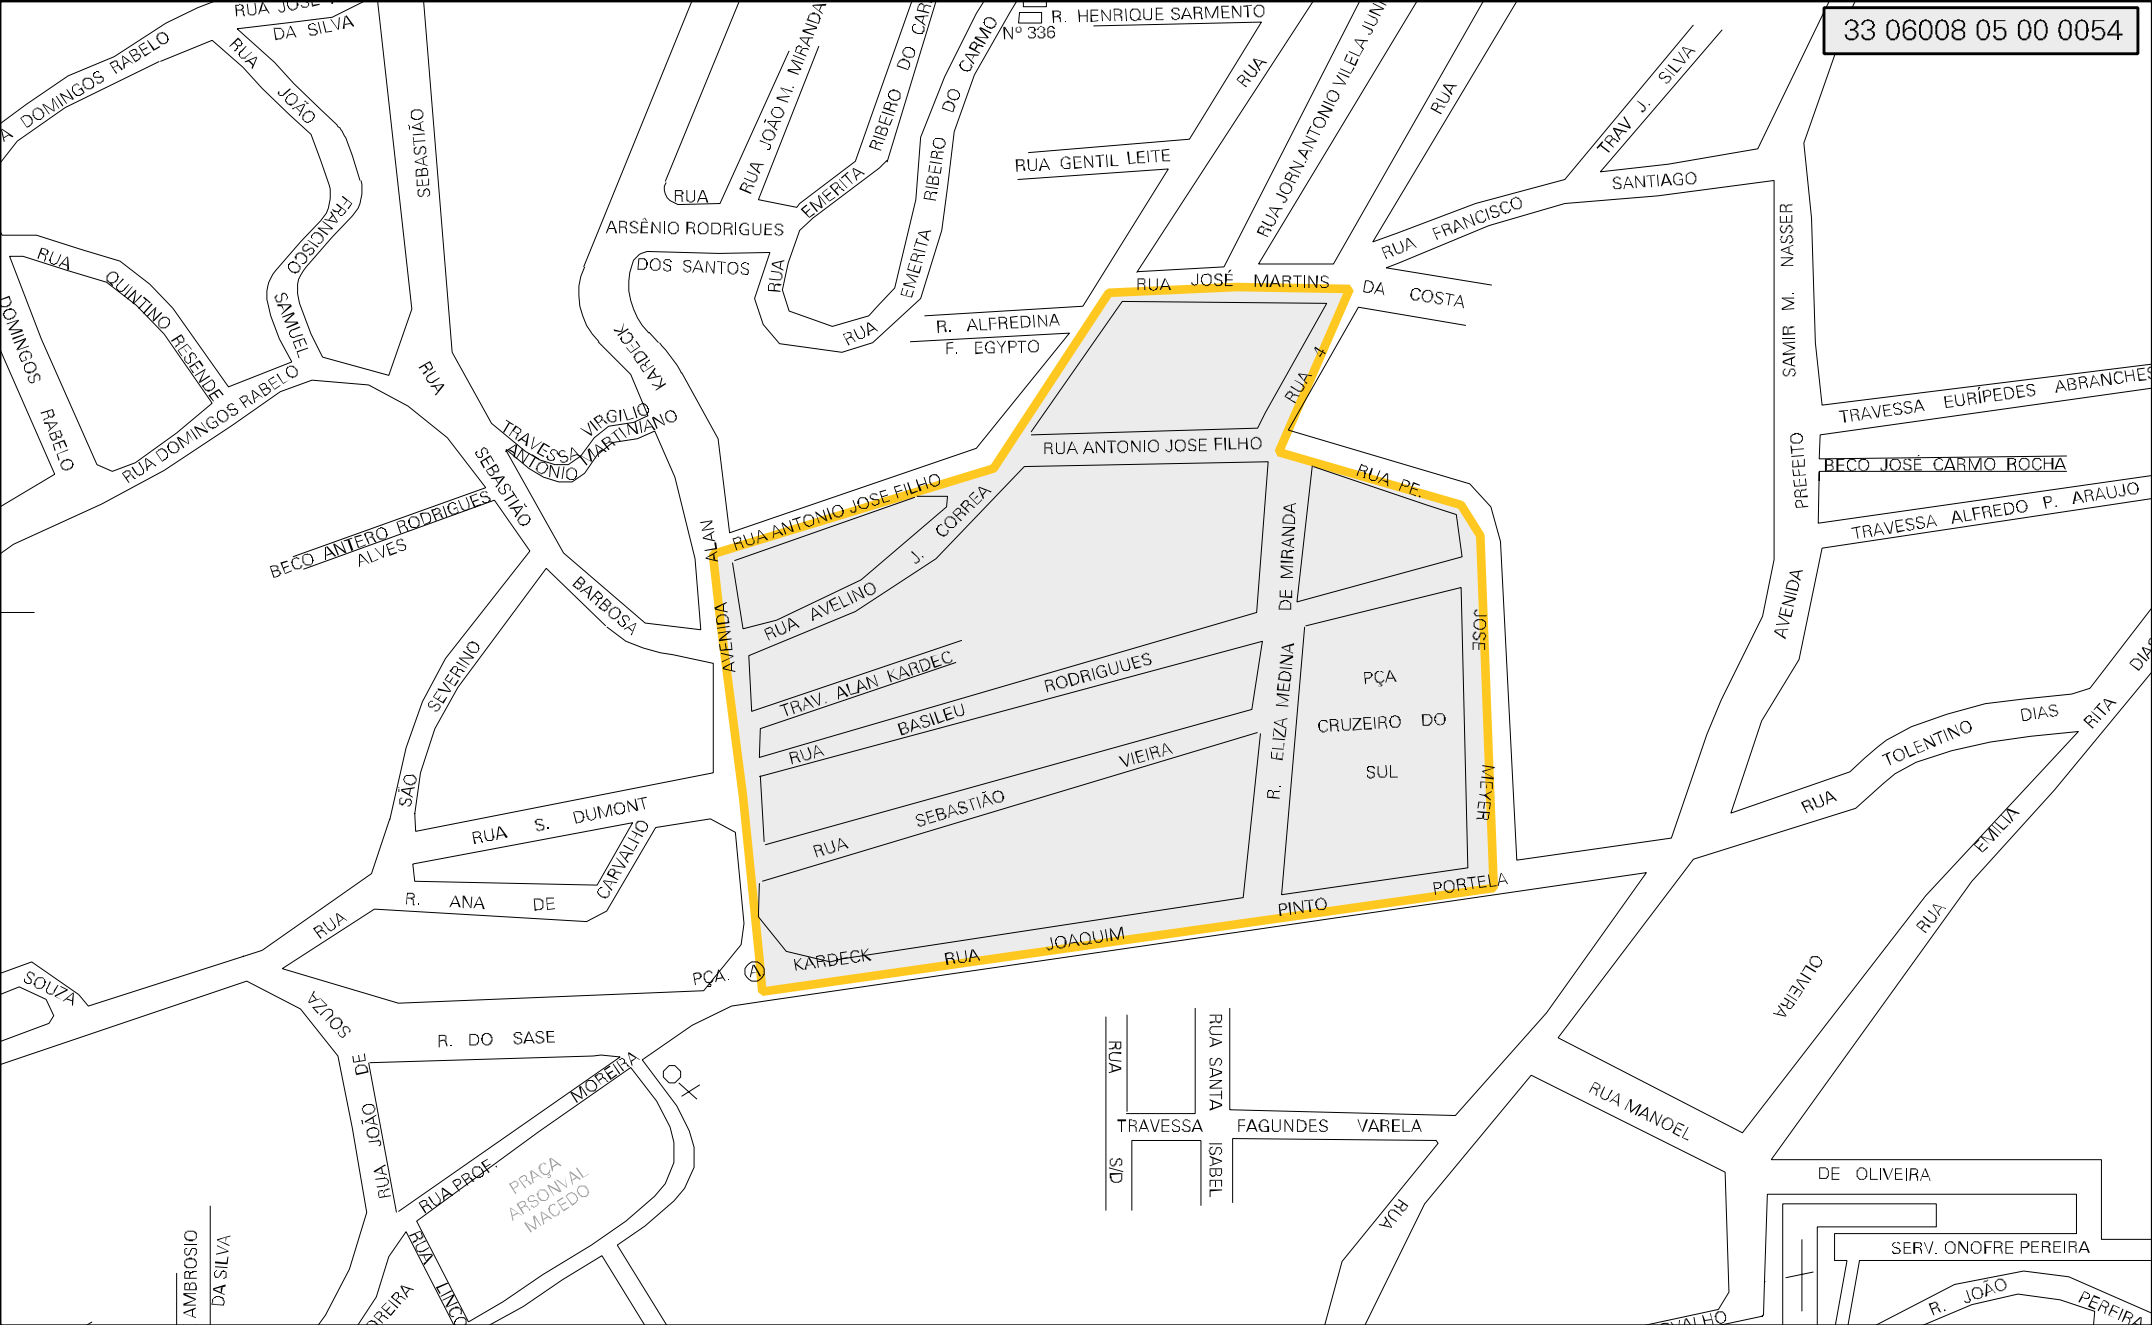 33 06008 05 00 0054
DA SILVA
R. HENRIQUE SARMENTO
Nº 336
DOMINGOS RABELO
RUA JOÃO
FRANCISCO
SAMUEL
SEBASTIÃO
RUA JOÃO M. MIRANDA
EMERITA RIBEIRO DO
RUA EMERITA RIBEIRO DO CARMO
RUA
RUA
RUA JORN.ANTONIO VILELA
RUA
TRAV J. SILVA
RUA GENTIL LEITE
RUA FRANCISCO SANTIAGO
RUA
ARSÊNIO RODRIGUES
DOS SANTOS
RUA QUINTINO RESENDE
DOMINGOS RABELO
RUA DOMINGOS RABELO
RUA JOSÉ MARTINS DA COSTA
R. ALFREDINA
F. EGYPTO
RUA 4
KARDECK
RUA
SEBASTIÃO
BARBOSA
TRAVESSA VIRGILIO
ANTONIO MARTINIANO
BECO ANTERO RODRIGUES
ALVES
RUA ANTONIO JOSE FILHO
RUA ANTONIO JOSE FILHO
RUA PE.
JOSE
MEYER
AVENIDA
ALAN
RUA AVELINO J. CORREA
TRAV. ALAN KARDEC
RUA BASILEU RODRIGUUES
RUA SEBASTIÃO VIEIRA
R. ELIZA MEDINA DE MIRANDA
PÇA
CRUZEIRO DO
SUL
AVENIDA PREFEITO SAMIR M. NASSER
TRAVESSA EURÍPEDES ABRANCHES
BECO JOSÉ CARMO ROCHA
TRAVESSA ALFREDO P. ARAUJO
RUA TOLENTINO DIAS
RUA EMILIA RITA
OLIVEIRA
SÃO SEVERINO
RUA S. DUMONT
R. ANA DE CARVALHO
RUA
PÇA. A KARDECK
RUA JOAQUIM PINTO PORTELA
SOUZA
R. DO SASE
RUA JOÃO DE SOUZA
RUA PROF. MOREIRA
PRAÇA
ARSONVAL
MACEDO
AMBROSIO
DA SILVA
RUA
S/D
RUA SANTA ISABEL
TRAVESSA FAGUNDES VARELA
RUA
RUA MANOEL
DE OLIVEIRA
SERV. ONOFRE PEREIRA
R. JOÃO PEREIRA